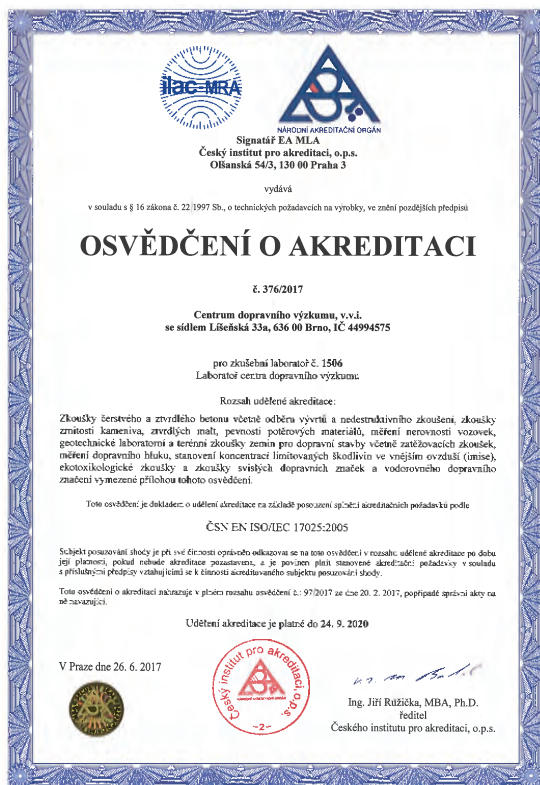 ilac-MRA
NÁRODNÍ AKREDITAČNÍ ORGÁN
Signatář EA MLA
Český institut pro akreditaci, o.p.s.
Olšanská 54/3, 130 00 Praha 3
vydává
v souladu s § 16 zákona č. 22/1997 Sb., o technických požadavcích na výrobky, ve znění pozdějších předpisů
OSVĚDČENÍ O AKREDITACI
č. 376/2017
Centrum dopravního výzkumu, v.v.i.
se sídlem Líšeňská 33a, 636 00 Brno, IČ 44994575
pro zkušební laboratoř č. 1506
Laboratoř centra dopravního výzkumu
Rozsah udělené akreditace:
Zkoušky čerstvého a ztvrdlého betonu včetně odběru vývrtů a nedestruktivního zkoušení, zkoušky
zrnitosti kameniva, ztvrdlých malt, pevnosti potěrových materiálů, měření nerovnosti vozovek,
geotechnické laboratorní a terénní zkoušky zemin pro dopravní stavby včetně zatěžovacích zkoušek,
měření dopravního hluku, stanovení koncentrací limitovaných škodlivin ve vnějším ovzduší (imise),
ekotoxikologické zkoušky a zkoušky svislých dopravních značek a vodorovného dopravního
značení vymezené přílohou tohoto osvědčení.
Toto osvědčení je dokladem o udělení akreditace na základě posouzení splnění akreditačních požadavků podle
ČSN EN ISO/IEC 17025:2005
Subjekt posuzování shody je při své činnosti oprávněn odkazovat se na toto osvědčení v rozsahu udělené akreditace po dobu
její platnosti, pokud nebude akreditace pozastavena, a je povinen plnit stanovené akreditační požadavky v souladu
s příslušnými předpisy vztahujícími se k činnosti akreditovaného subjektu posuzování shody.
Toto osvědčení o akreditaci nahrazuje v plném rozsahu osvědčení č.: 97/2017 ze dne 20. 2. 2017, popřípadě správní akty na
ně navazující.
Udělení akreditace je platné do 24. 9. 2020
V Praze dne 26. 6. 2017
Český institut pro akreditaci, o.p.s.
NÁRODNÍ AKREDITAČNÍ ORGÁN
-2-
Ing. Jiří Růžička, MBA, Ph.D.
ředitel
Českého institutu pro akreditaci, o.p.s.